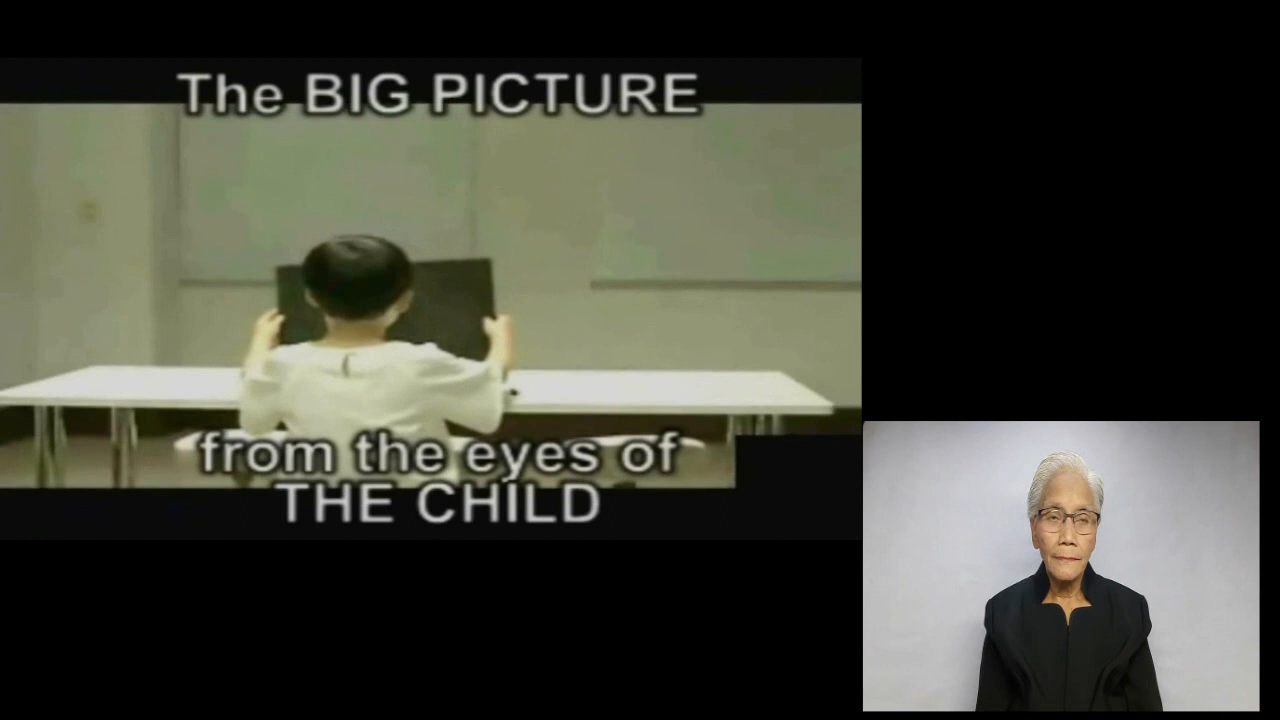 The BIG PICTURE
from the eyes of
THE CHILD